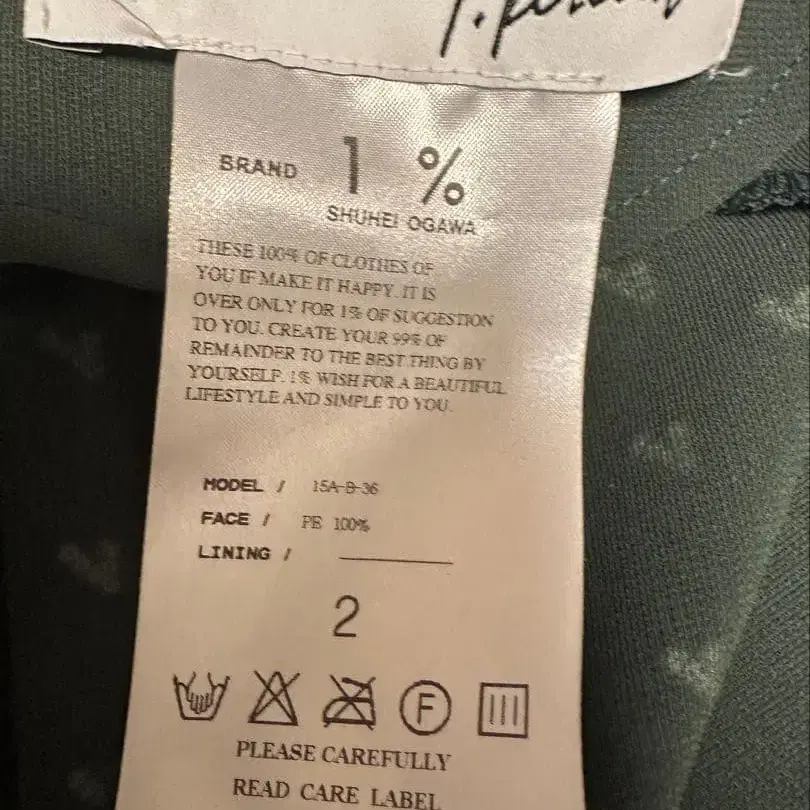 BRAND 1 %
SHUHEI OGAWA
THESE 100% OF CLOTHES OF
YOU IF MAKE IT HAPPY. IT IS
OVER ONLY FOR 1% OF SUGGESTION
TO YOU. CREATE YOUR 99% OF
REMAINDER TO THE BEST THING BY
YOURSELF. 1% WISH FOR A BEAUTIFUL
LIFESTYLE AND SIMPLE TO YOU.
MODEL / 15A-B-36
FACE / PE 100%
LINING /
2
F
PLEASE CAREFULLY
READ CARE LABEL